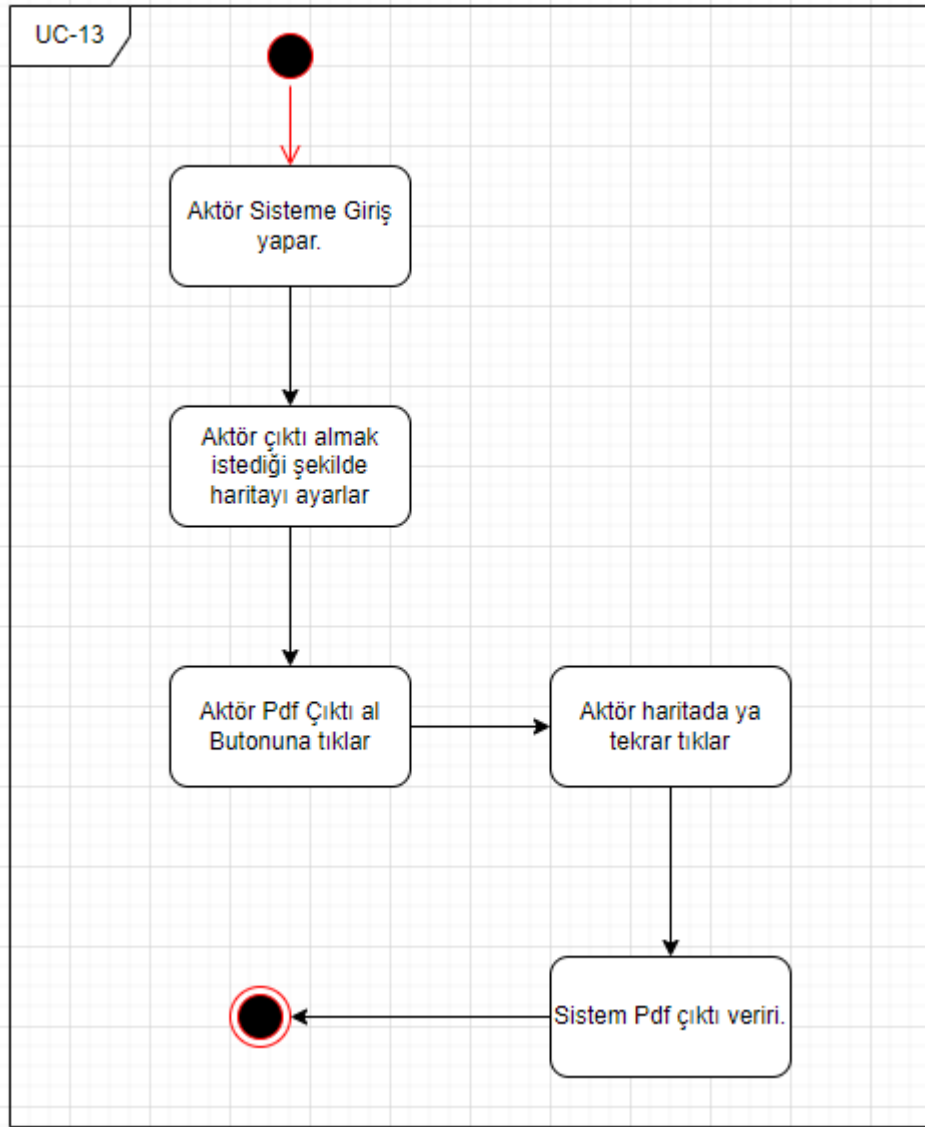 UC-13
Aktör Sisteme Giriş
yapar.
Aktör çıktı almak
istediği şekilde
haritayı ayarlar
Aktör Pdf Çıktı al
Butonuna tıklar
Aktör haritada ya
tekrar tıklar
Sistem Pdf çıktı veriri.